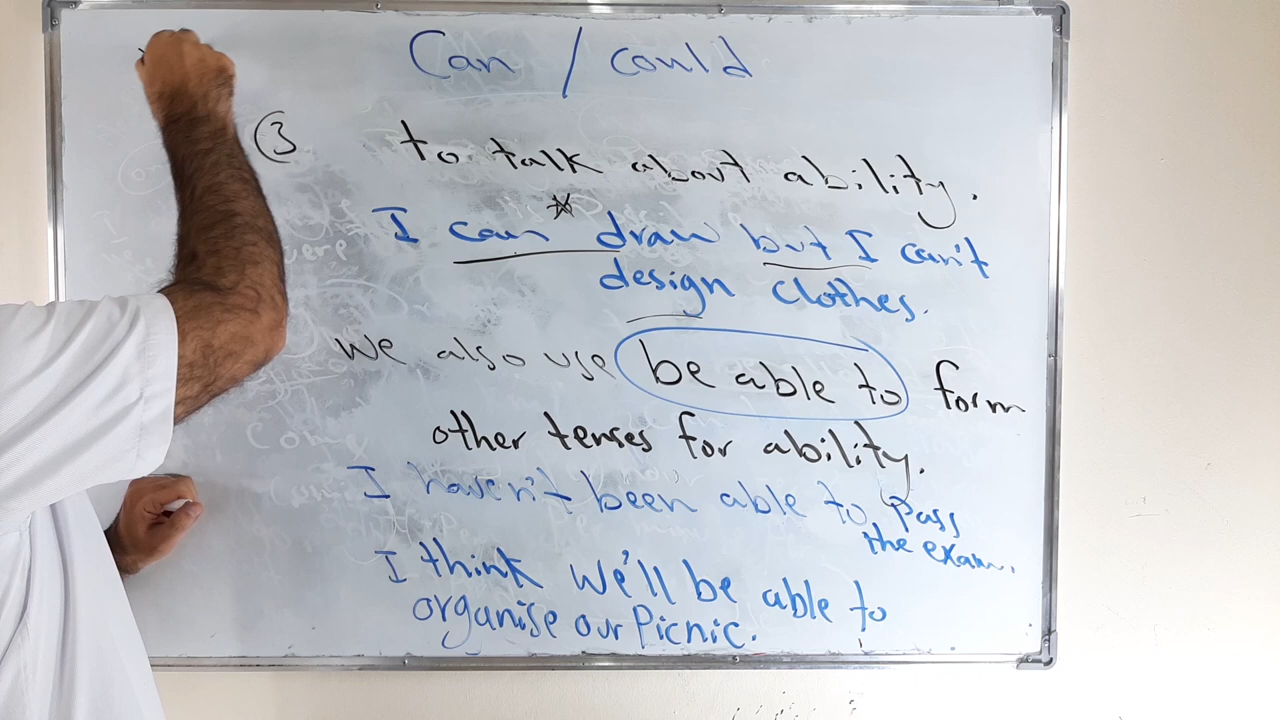 Can / could
3 to talk about ability.
I can draw but I can't
design clothes.
we also use be able to form
other tenses for ability.
I haven't been able to pass
the exam.
I think we'll be able to
organise our Picnic.